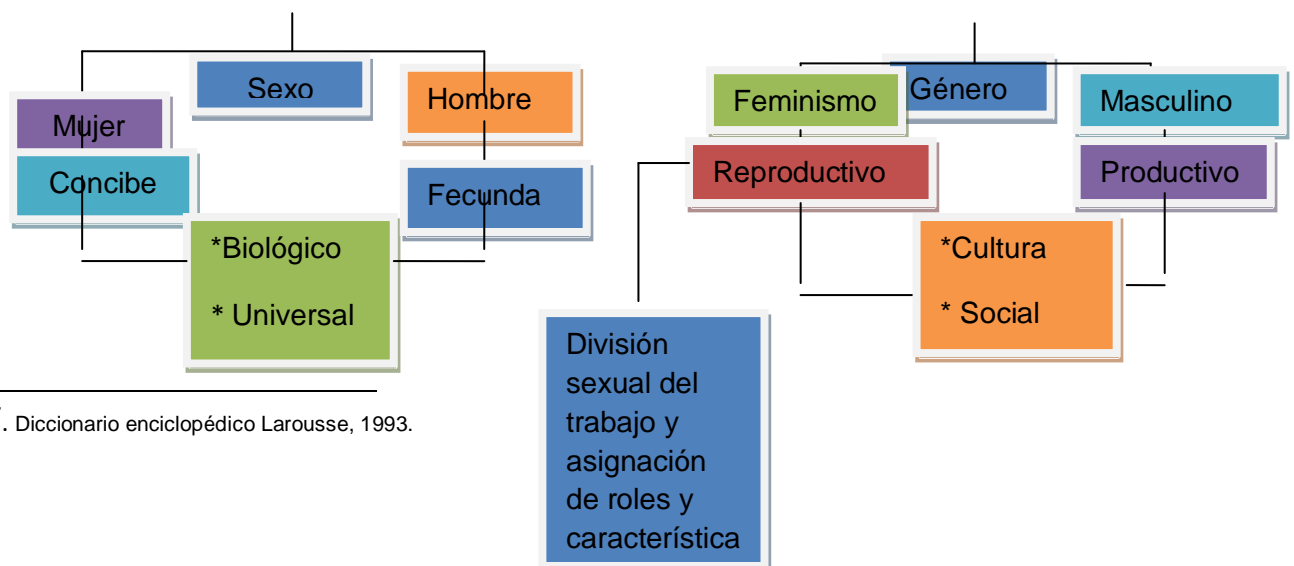 Sexo
Mujer
Hombre
Concibe
Fecunda
*Biológico
* Universal
Género
Feminismo
Masculino
Reproductivo
Productivo
*Cultura
* Social
División
sexual del
trabajo y
asignación
de roles y
característica
. Diccionario enciclopédico Larousse, 1993.